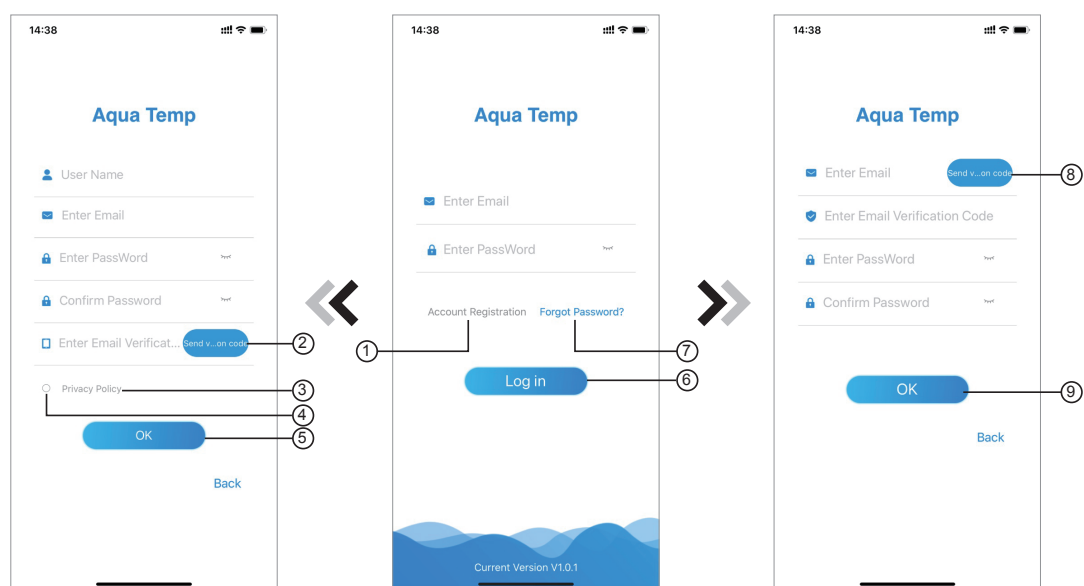 14:38
Aqua Temp
User Name
Enter Email
Enter PassWord
Confirm Password
Enter Email Verificat... Send v...on code
Privacy Policy
OK
Back
2
3
4
5
14:38
Aqua Temp
Enter Email
Enter PassWord
Account Registration Forgot Password?
Log in
Current Version V1.0.1
1
7
6
14:38
Aqua Temp
Enter Email Send v...on code
Enter Email Verification Code
Enter PassWord
Confirm Password
OK
Back
8
9